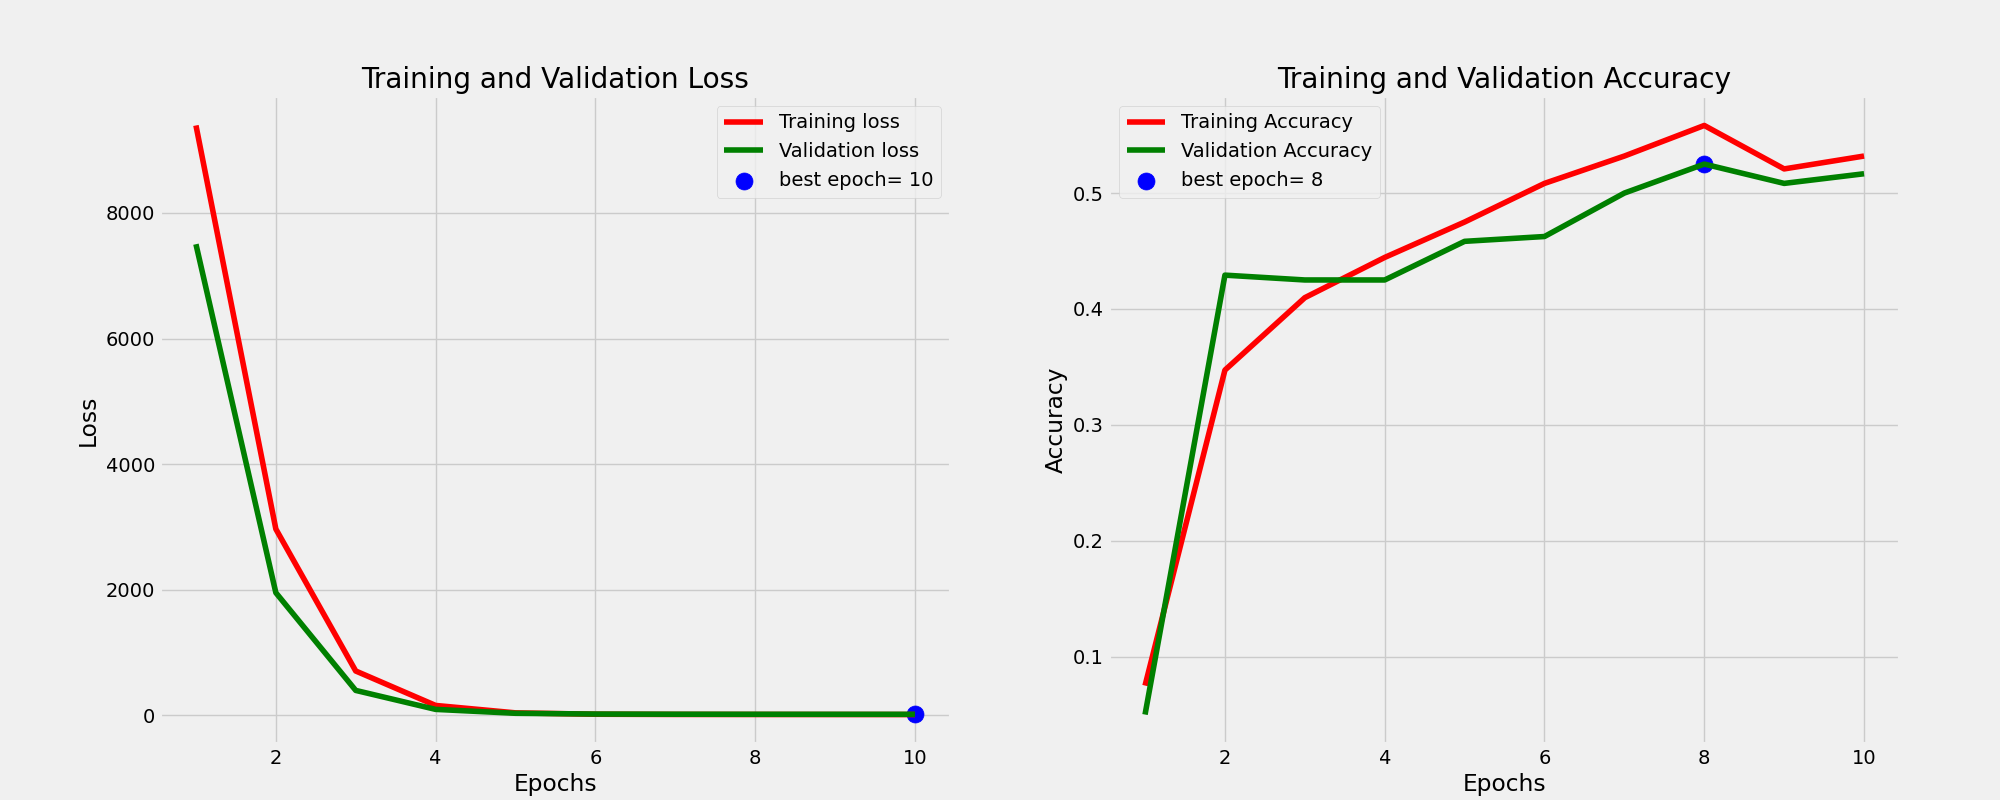 Training and Validation Loss
Training loss
Validation loss
best epoch= 10
8000
6000
4000
2000
0
Loss
2
4
6
8
10
Epochs
Training and Validation Accuracy
Training Accuracy
Validation Accuracy
best epoch= 8
0.5
0.4
0.3
0.2
0.1
Accuracy
2
4
6
8
10
Epochs